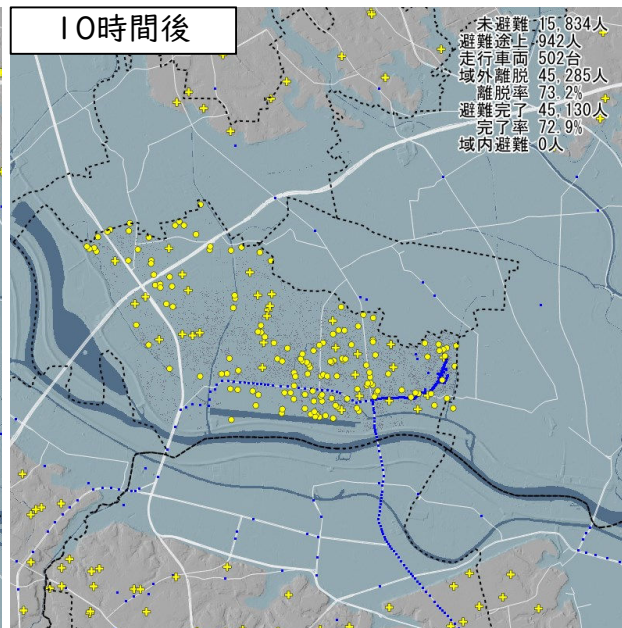 10時間後
未避難 15,834人
避難途上 942人
走行車両 502台
域外離脱 45,285人
離脱率 73.2%
避難完了 45,130人
完了率 72.9%
域内避難 0人